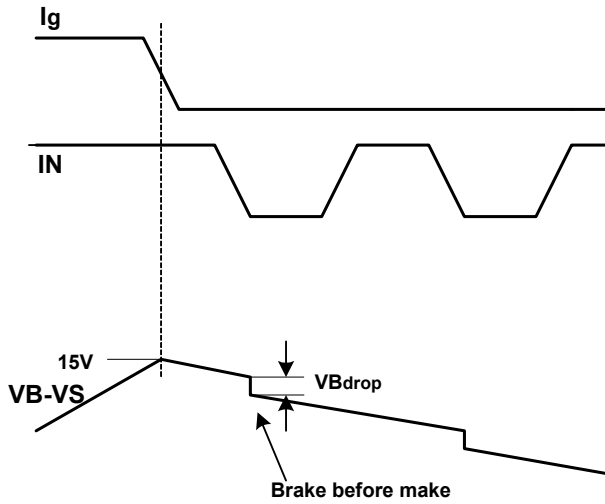 Ig
IN
15V
VB-VS
VBdrop
Brake before make